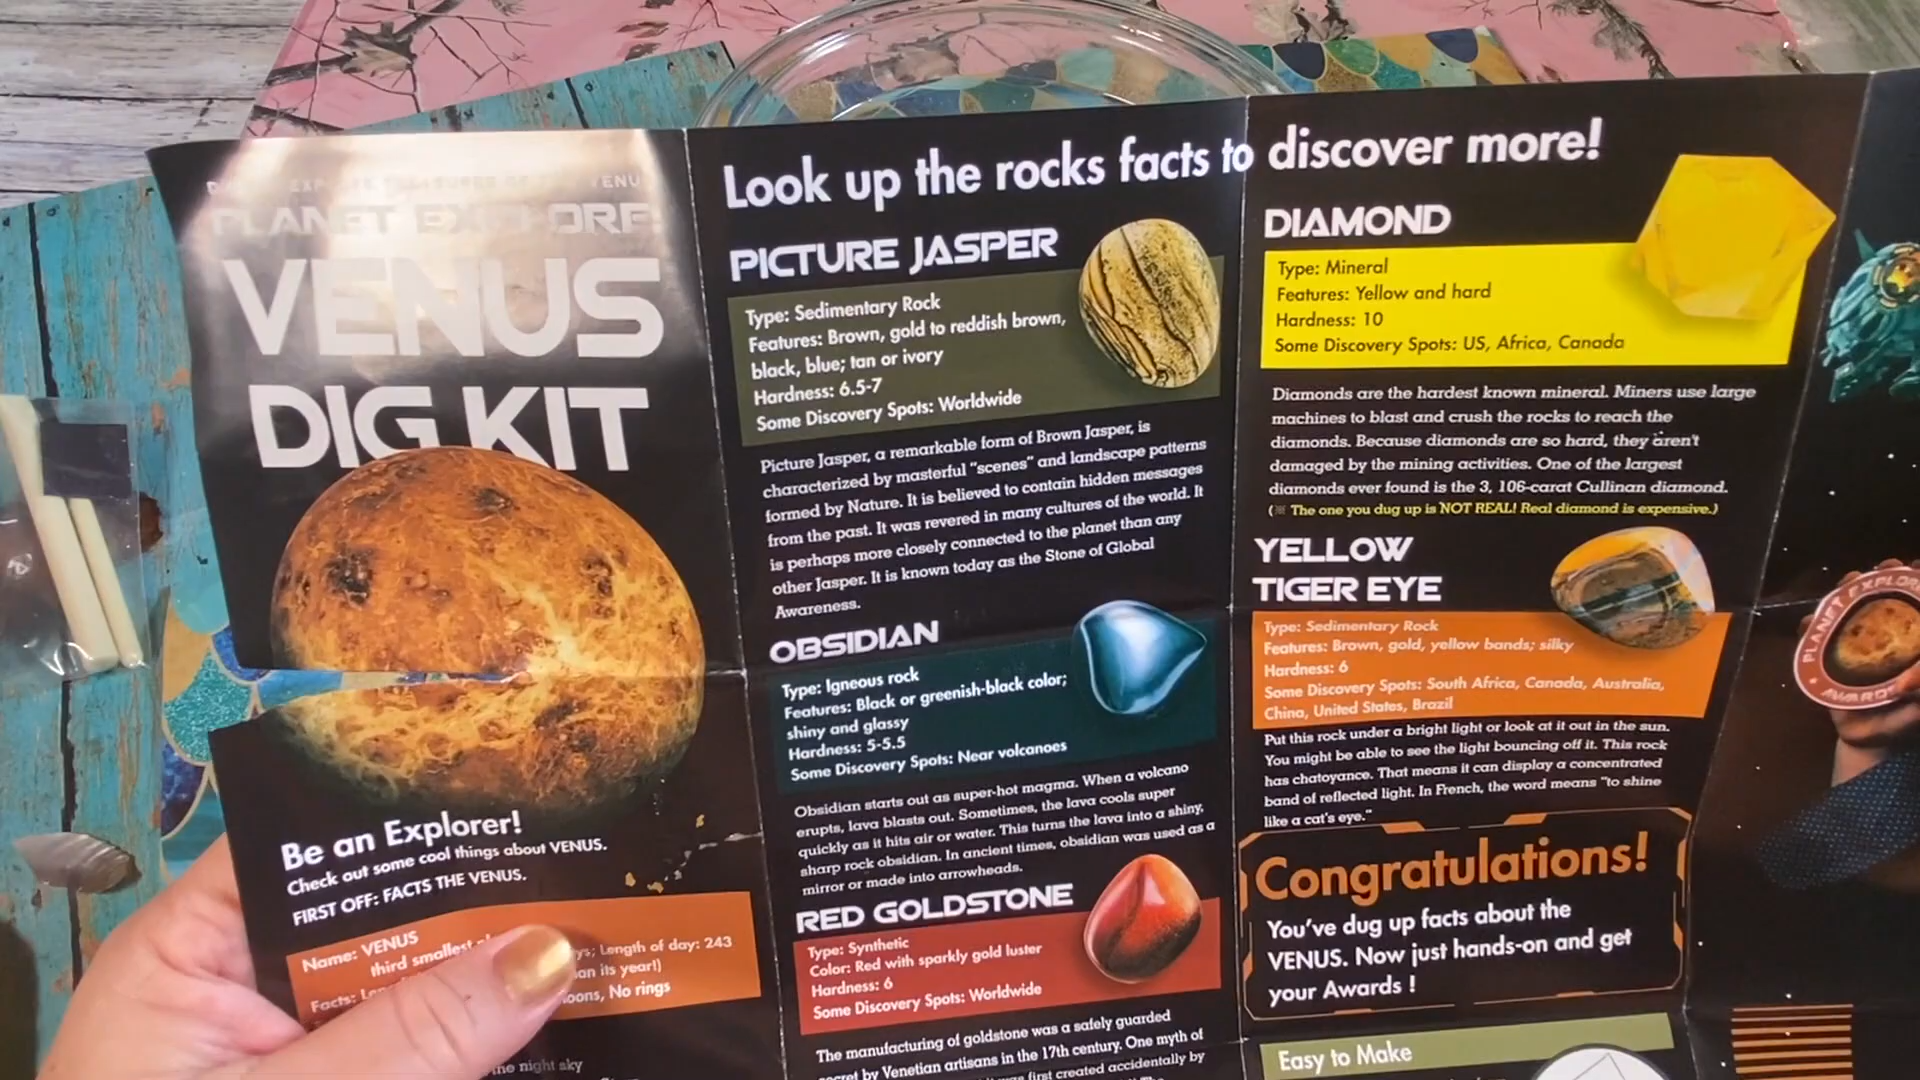 PLANET EXPLORE
VENUS
DIG KIT
Be an Explorer!
Check out some cool things about VENUS.
FIRST OFF: FACTS THE VENUS.
Name: VENUS
third smallest
Length of day: 243
its year!)
No rings
Facts:
night sky
Look up the rocks facts to discover more!
PICTURE JASPER
Type: Sedimentary Rock
Features: Brown, gold to reddish brown,
black, blue; tan or ivory
Hardness: 6.5-7
Some Discovery Spots: Worldwide
Picture Jasper, a remarkable form of Brown Jasper, is
characterized by masterful "scenes" and landscape patterns
formed by Nature. It is believed to contain hidden messages
from the past. It was revered in many cultures of the world. It
is perhaps more closely connected to the planet than any
other Jasper. It is known today as the Stone of Global
Awareness.
OBSIDIAN
Type: Igneous rock
Features: Black or greenish-black color;
shiny and glassy
Hardness: 5-5.5
Some Discovery Spots: Near volcanoes
Obsidian starts out as super-hot magma. When a volcano
erupts, lava blasts out. Sometimes, the lava cools super
quickly as it hits air or water. This turns the lava into a shiny,
sharp rock obsidian. In ancient times, obsidian was used as a
mirror or made into arrowheads.
RED GOLDSTONE
Type: Synthetic
Color: Red with sparkly gold luster
Hardness: 6
Some Discovery Spots: Worldwide
The manufacturing of goldstone was a safely guarded
by Venetian artisans in the 17th century. One myth of
first created accidentally by
DIAMOND
Type: Mineral
Features: Yellow and hard
Hardness: 10
Some Discovery Spots: US, Africa, Canada
Diamonds are the hardest known mineral. Miners use large
machines to blast and crush the rocks to reach the
diamonds. Because diamonds are so hard, they aren't
damaged by the mining activities. One of the largest
diamonds ever found is the 3, 106-carat Cullinan diamond.
(※ The one you dug up is NOT REAL! Real diamond is expensive.)
YELLOW
TIGER EYE
Type: Sedimentary Rock
Features: Brown, gold, yellow bands; silky
Hardness: 6
Some Discovery Spots: South Africa, Canada, Australia,
China, United States, Brazil
Put this rock under a bright light or look at it out in the sun.
You might be able to see the light bouncing off it. This rock
has chatoyance. That means it can display a concentrated
band of reflected light. In French, the word means "to shine
like a cat's eye."
Congratulations!
You've dug up facts about the
VENUS. Now just hands-on and get
your Awards !
Easy to Make
PLANET EXPLORE
AWARDS